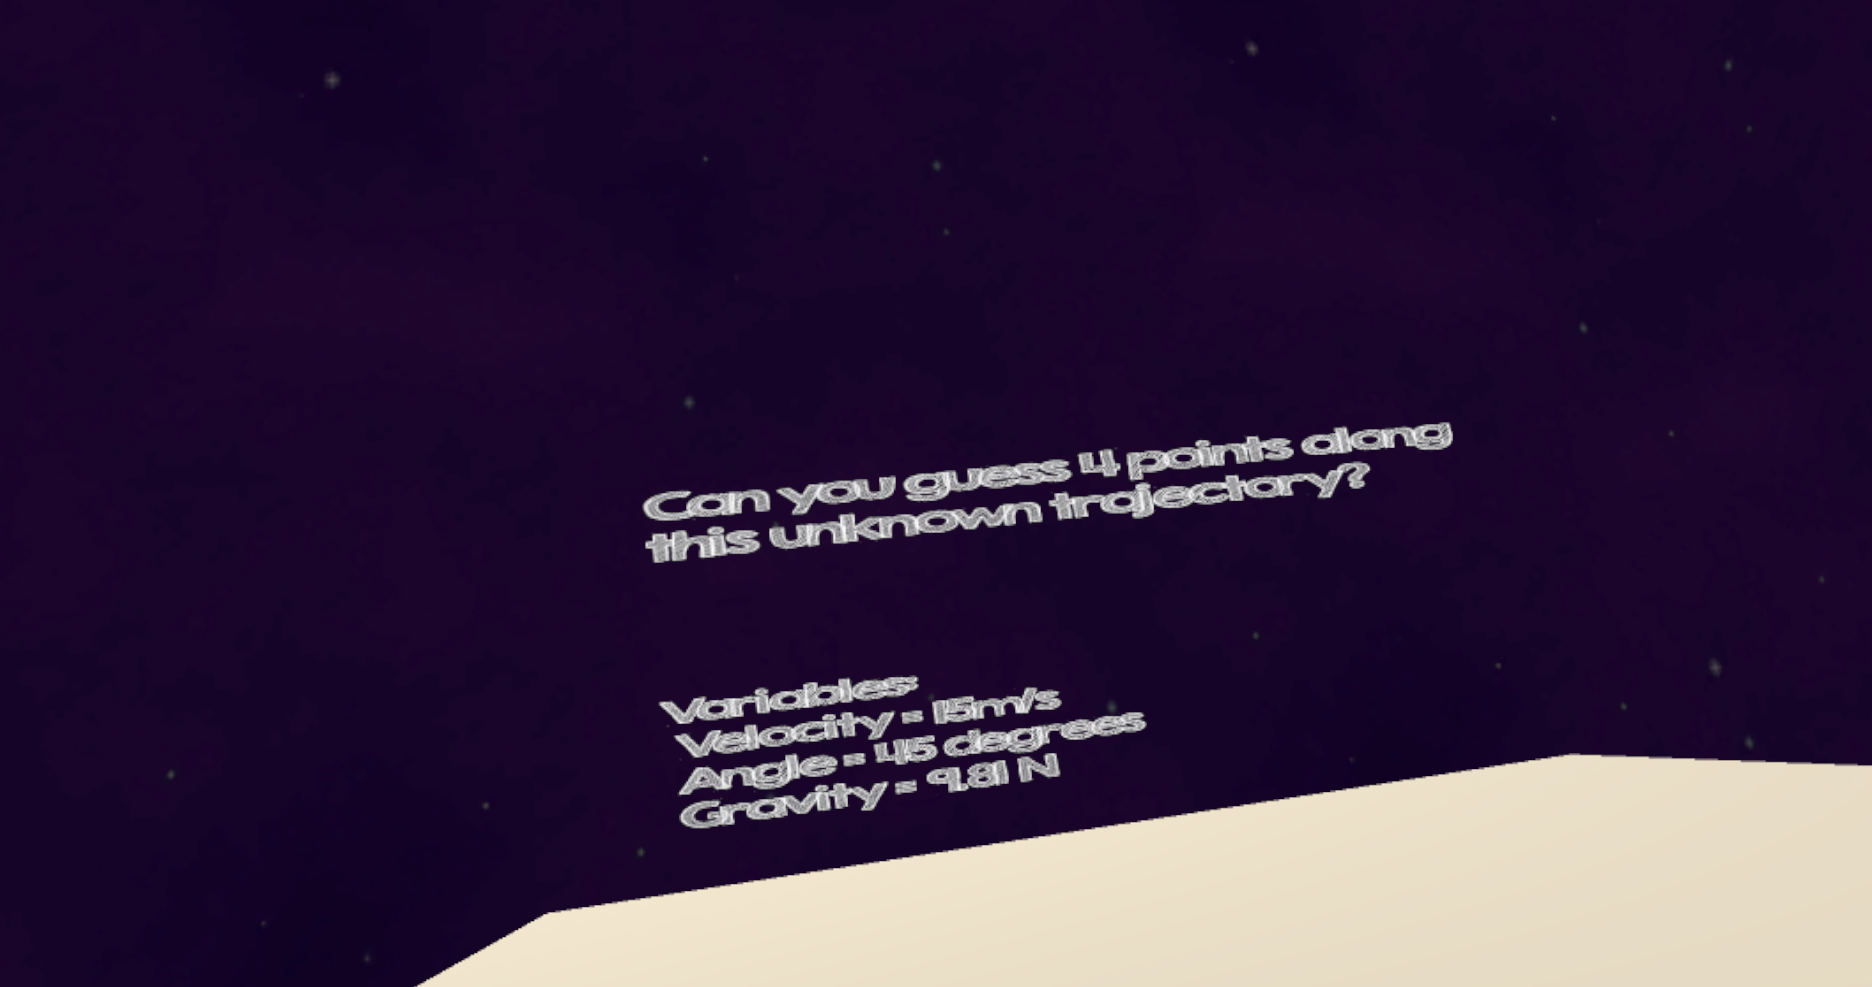 Can you guess 4 points along
this unknown trajectory?
Variables:
Velocity = 15m/s
Angle = 45 degrees
Gravity = 9.81 N